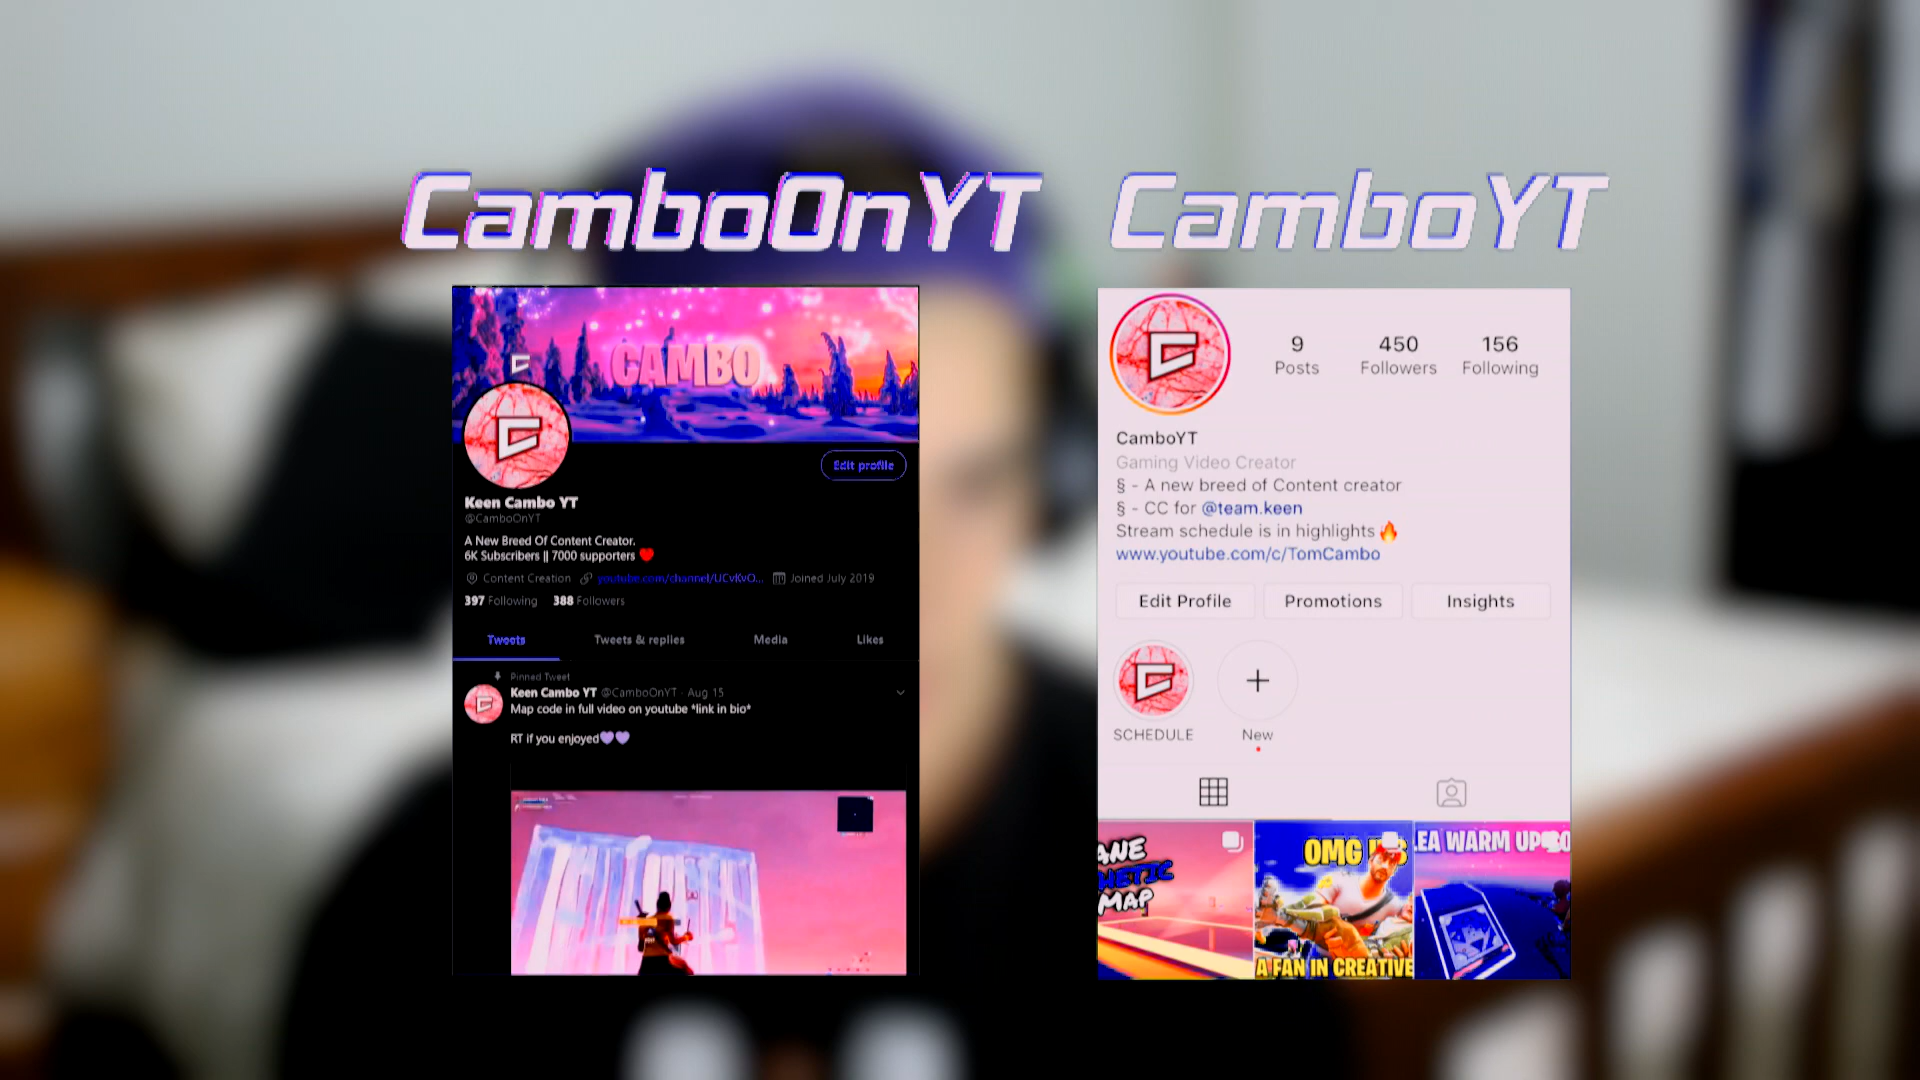 CamboOnYT
CAMBO
Edit profile
Keen Cambo YT
@CamboOnYT
A New Breed Of Content Creator.
6K Subscribers || 7000 supporters ❤️
Content Creation youtube.com/channel/UCvKvO... Joined July 2019
397 Following 388 Followers
Tweets Tweets & replies Media Likes
Pinned Tweet
Keen Cambo YT @CamboOnYT · Aug 15
Map code in full video on youtube *link in bio*
RT if you enjoyed💜💜
CamboYT
9 450 156
Posts Followers Following
CamboYT
Gaming Video Creator
§ - A new breed of Content creator
§ - CC for @team.keen
Stream schedule is in highlights 🔥
www.youtube.com/c/TomCambo
Edit Profile Promotions Insights
+
SCHEDULE New
MAP
OMG
A FAN IN CREATIVE
WARM UP